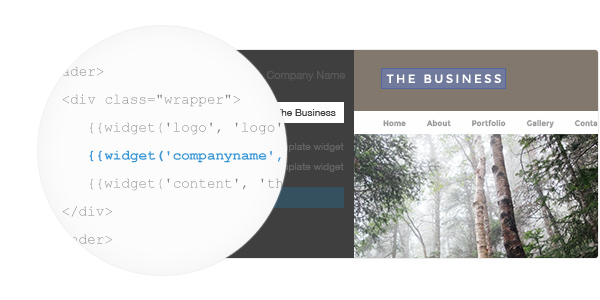 ader>
<div class="wrapper">
{{widget('logo', 'logo'
{{widget('companyname',
{{widget('content', 'th
</div>
ader>
Company Name
The Business
plate widget
plate widget
THE BUSINESS
Home About Portfolio Gallery Conta